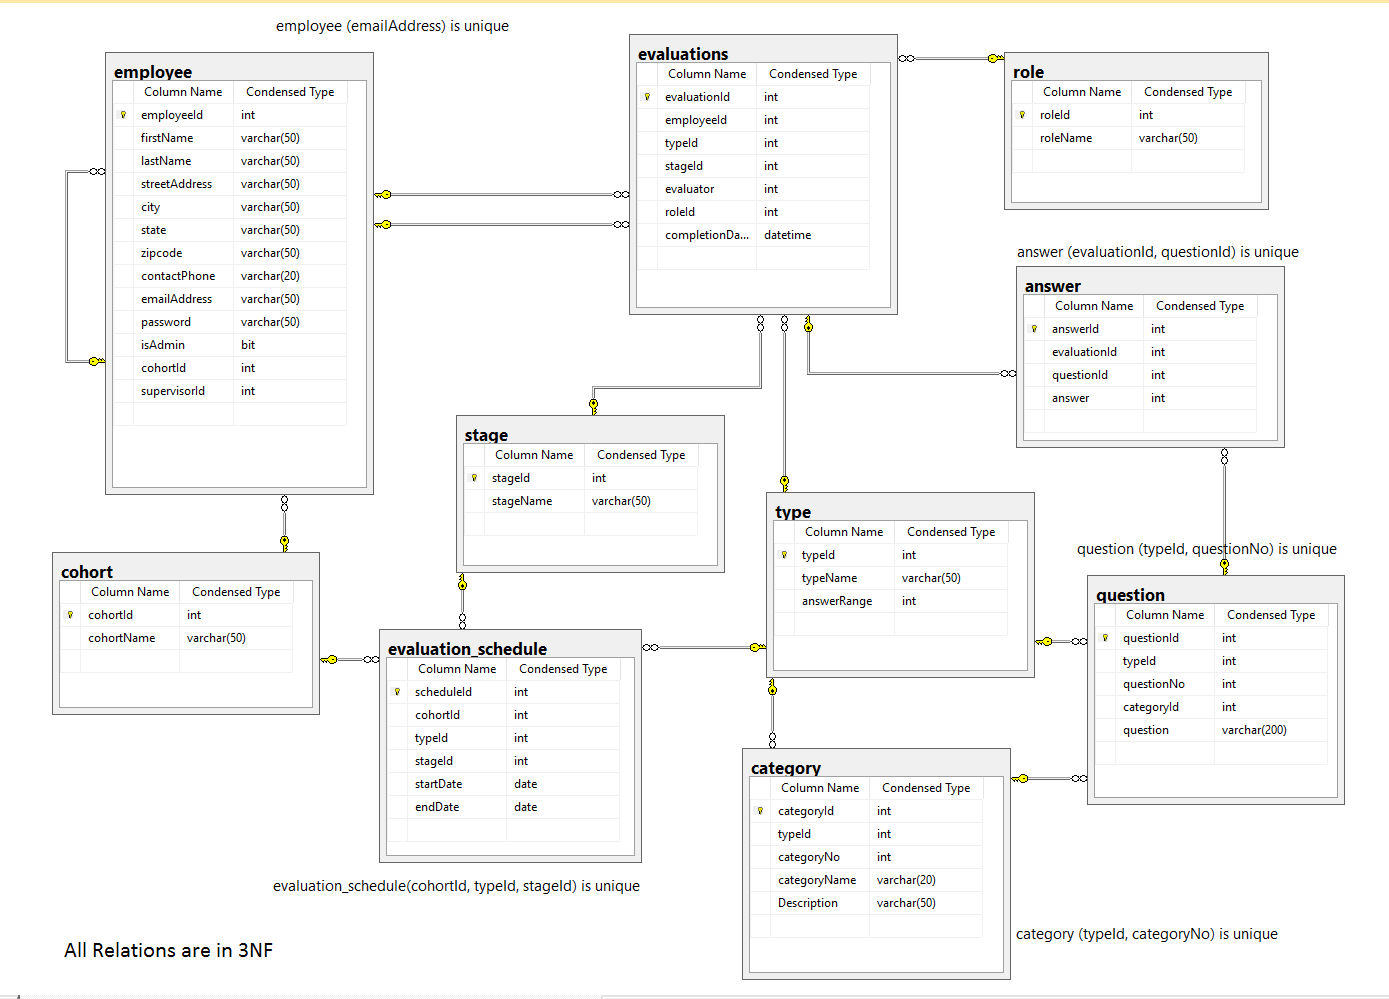 employee (emailAddress) is unique
employee
Column Name Condensed Type
employeeId int
firstName varchar(50)
lastName varchar(50)
streetAddress varchar(50)
city varchar(50)
state varchar(50)
zipcode varchar(50)
contactPhone varchar(20)
emailAddress varchar(50)
password varchar(50)
isAdmin bit
cohortId int
supervisorId int
evaluations
Column Name Condensed Type
evaluationId int
employeeId int
typeId int
stageId int
evaluator int
roleId int
completionDa... datetime
role
Column Name Condensed Type
roleId int
roleName varchar(50)
answer (evaluationId, questionId) is unique
answer
Column Name Condensed Type
answerId int
evaluationId int
questionId int
answer int
stage
Column Name Condensed Type
stageId int
stageName varchar(50)
type
Column Name Condensed Type
typeId int
typeName varchar(50)
answerRange int
question (typeId, questionNo) is unique
question
Column Name Condensed Type
questionId int
typeId int
questionNo int
categoryId int
question varchar(200)
cohort
Column Name Condensed Type
cohortId int
cohortName varchar(50)
evaluation_schedule
Column Name Condensed Type
scheduleId int
cohortId int
typeId int
stageId int
startDate date
endDate date
evaluation_schedule(cohortId, typeId, stageId) is unique
category
Column Name Condensed Type
categoryId int
typeId int
categoryNo int
categoryName varchar(20)
Description varchar(50)
category (typeId, categoryNo) is unique
All Relations are in 3NF